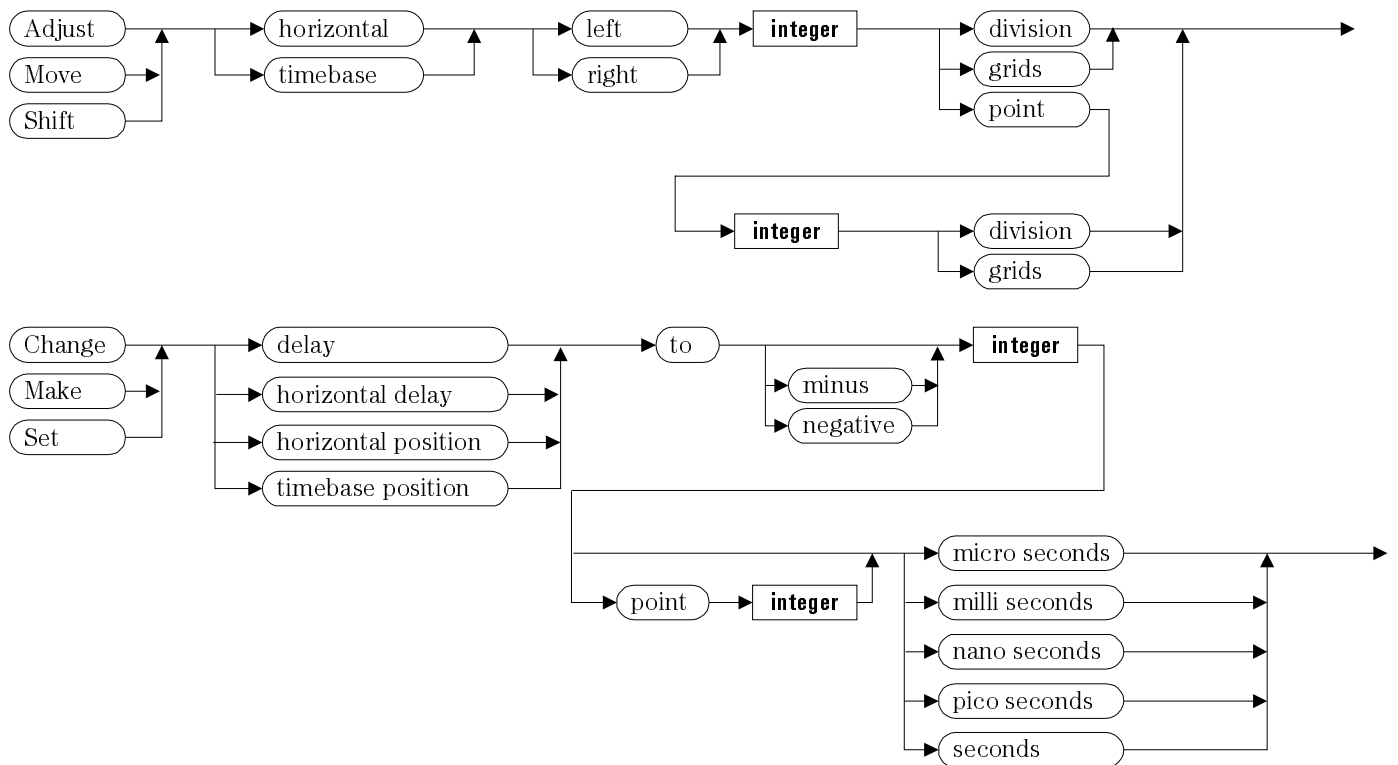 Adjust horizontal left integer division
Move timebase right grids
Shift point
integer division
grids
Change delay to integer
Make horizontal delay minus
Set horizontal position negative
timebase position
micro seconds
point integer milli seconds
nano seconds
pico seconds
seconds